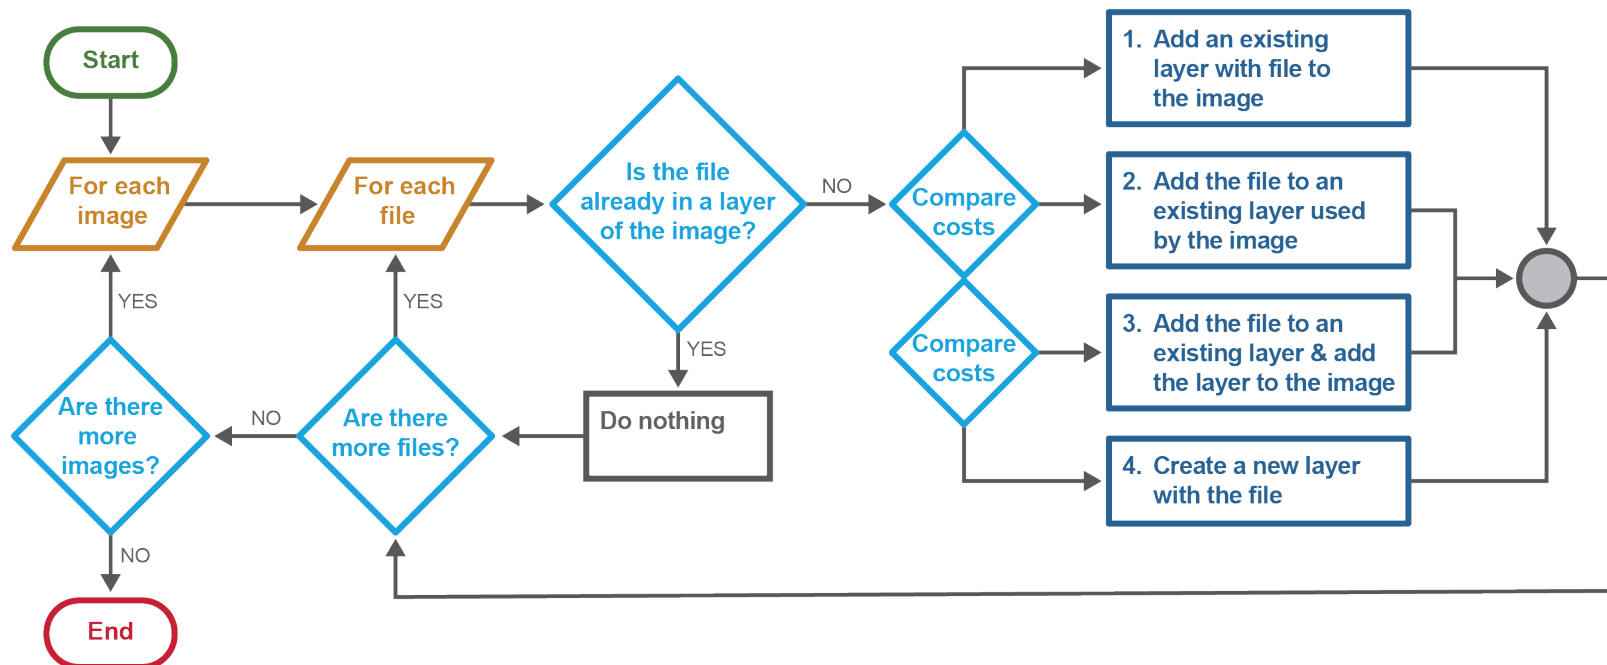 Start
For each
image
For each
file
Is the file
already in a layer
of the image?
NO
YES
Do nothing
Compare
costs
Compare
costs
1. Add an existing
layer with file to
the image
2. Add the file to an
existing layer used
by the image
3. Add the file to an
existing layer & add
the layer to the image
4. Create a new layer
with the file
Are there
more files?
YES
NO
Are there
more
images?
YES
NO
End